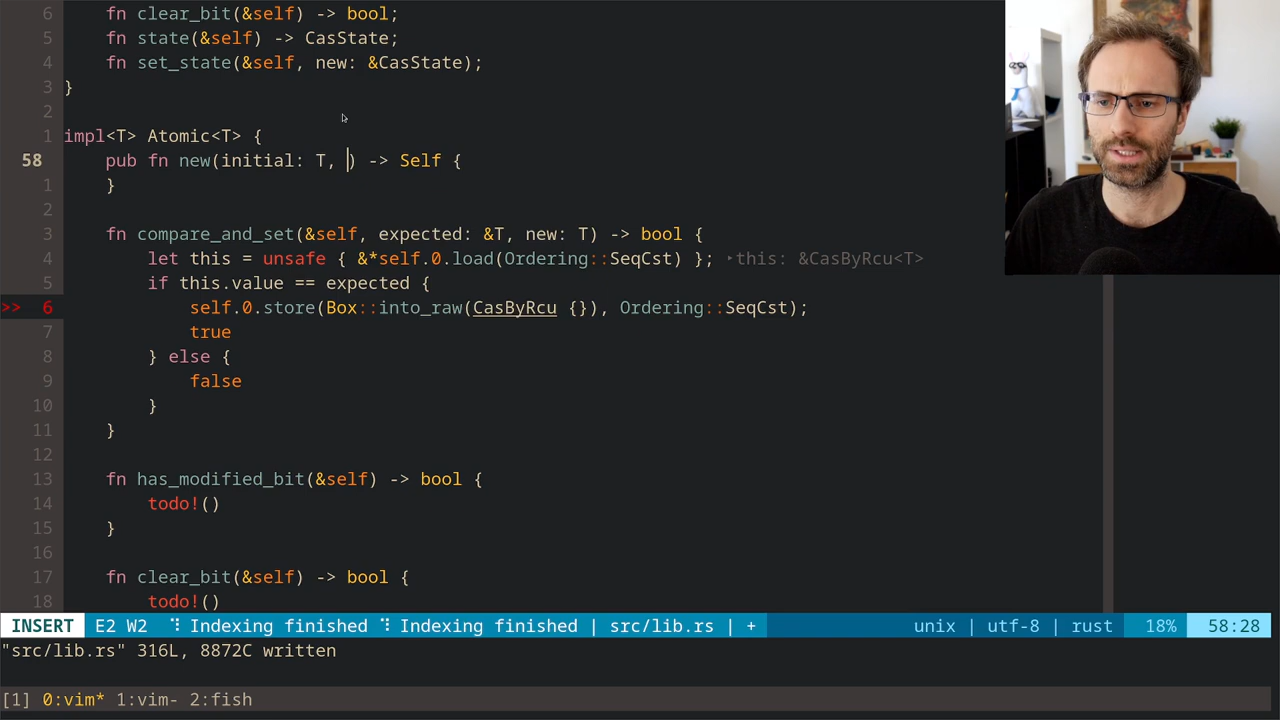 6 fn clear_bit(&self) -> bool;
5 fn state(&self) -> CasState;
4 fn set_state(&self, new: &CasState);
3 }
2
1 impl<T> Atomic<T> {
58 pub fn new(initial: T, ) -> Self {
1 }
2
3 fn compare_and_set(&self, expected: &T, new: T) -> bool {
4 let this = unsafe { &*self.0.load(Ordering::SeqCst) }; ‣this: &CasByRcu<T>
5 if this.value == expected {
>> 6 self.0.store(Box::into_raw(CasByRcu {}), Ordering::SeqCst);
7 true
8 } else {
9 false
10 }
11 }
12
13 fn has_modified_bit(&self) -> bool {
14 todo!()
15 }
16
17 fn clear_bit(&self) -> bool {
18 todo!()
INSERT E2 W2 ⠹ Indexing finished ⠹ Indexing finished | src/lib.rs | + unix | utf-8 | rust 18% 58:28
"src/lib.rs" 316L, 8872C written
[1] 0:vim* 1:vim- 2:fish